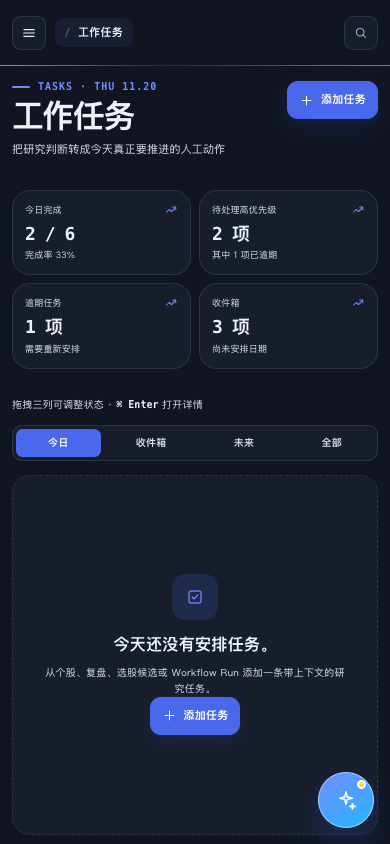 / 工作任务
TASKS · THU 11.20
工作任务
添加任务
把研究判断转成今天真正要推进的人工动作
今日完成
2 / 6
完成率 33%
待处理高优先级
2 项
其中 1 项已逾期
逾期任务
1 项
需要重新安排
收件箱
3 项
尚未安排日期
拖拽三列可调整状态 · ⌘ Enter 打开详情
今日
收件箱
未来
全部
今天还没有安排任务。
从个股、复盘、选股候选或 Workflow Run 添加一条带上下文的研
究任务。
添加任务